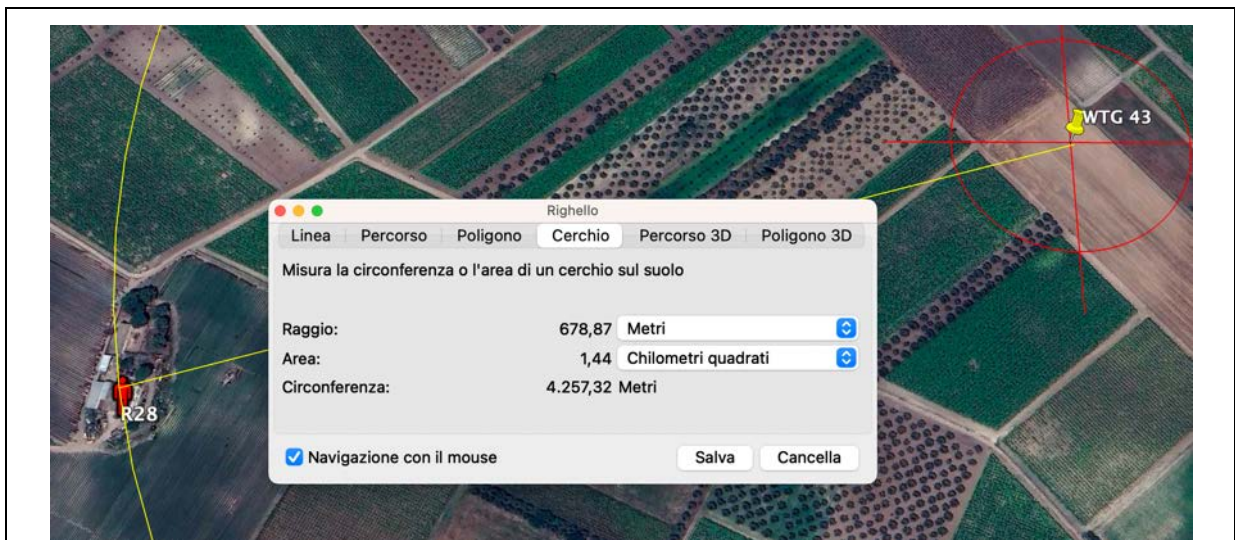 WTG 43
Righello
Linea Percorso Poligono Cerchio Percorso 3D Poligono 3D
Misura la circonferenza o l'area di un cerchio sul suolo
Raggio: 678,87 Metri
Area: 1,44 Chilometri quadrati
Circonferenza: 4.257,32 Metri
R28
Navigazione con il mouse Salva Cancella